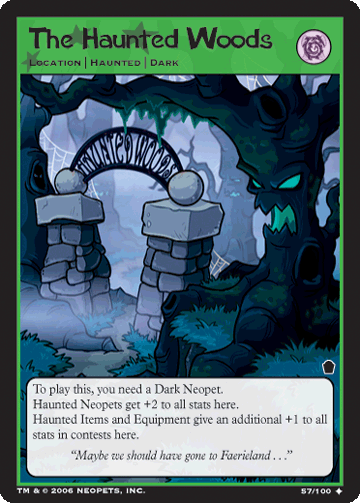 The Haunted Woods
Location | Haunted | Dark
HAUNTED WOODS
To play this, you need a Dark Neopet.
Haunted Neopets get +2 to all stats here.
Haunted Items and Equipment give an additional +1 to all
stats in contests here.
“Maybe we should have gone to Faerieland . . .”
TM & © 2006 NEOPETS, INC.
57/100 ✦